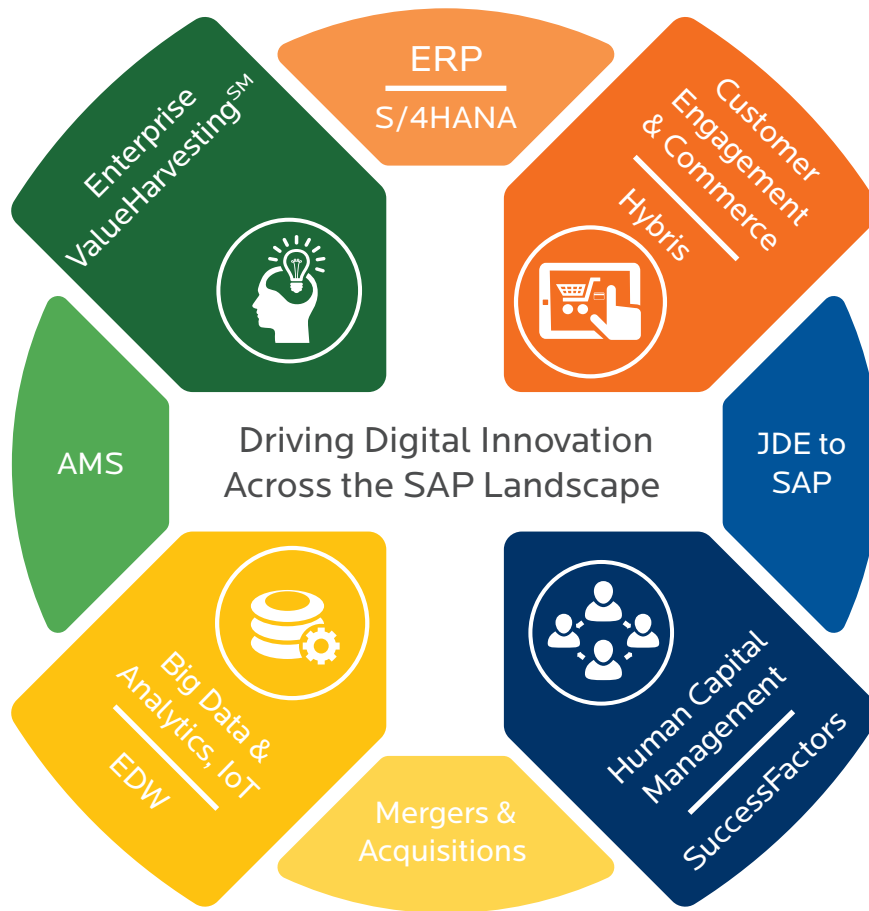 ERP
S/4HANA
Enterprise
ValueHarvesting℠
Customer
Engagement
& Commerce
Hybris
AMS
Driving Digital Innovation
Across the SAP Landscape
JDE to
SAP
Big Data &
Analytics, IoT
EDW
Human Capital
Management
SuccessFactors
Mergers &
Acquisitions